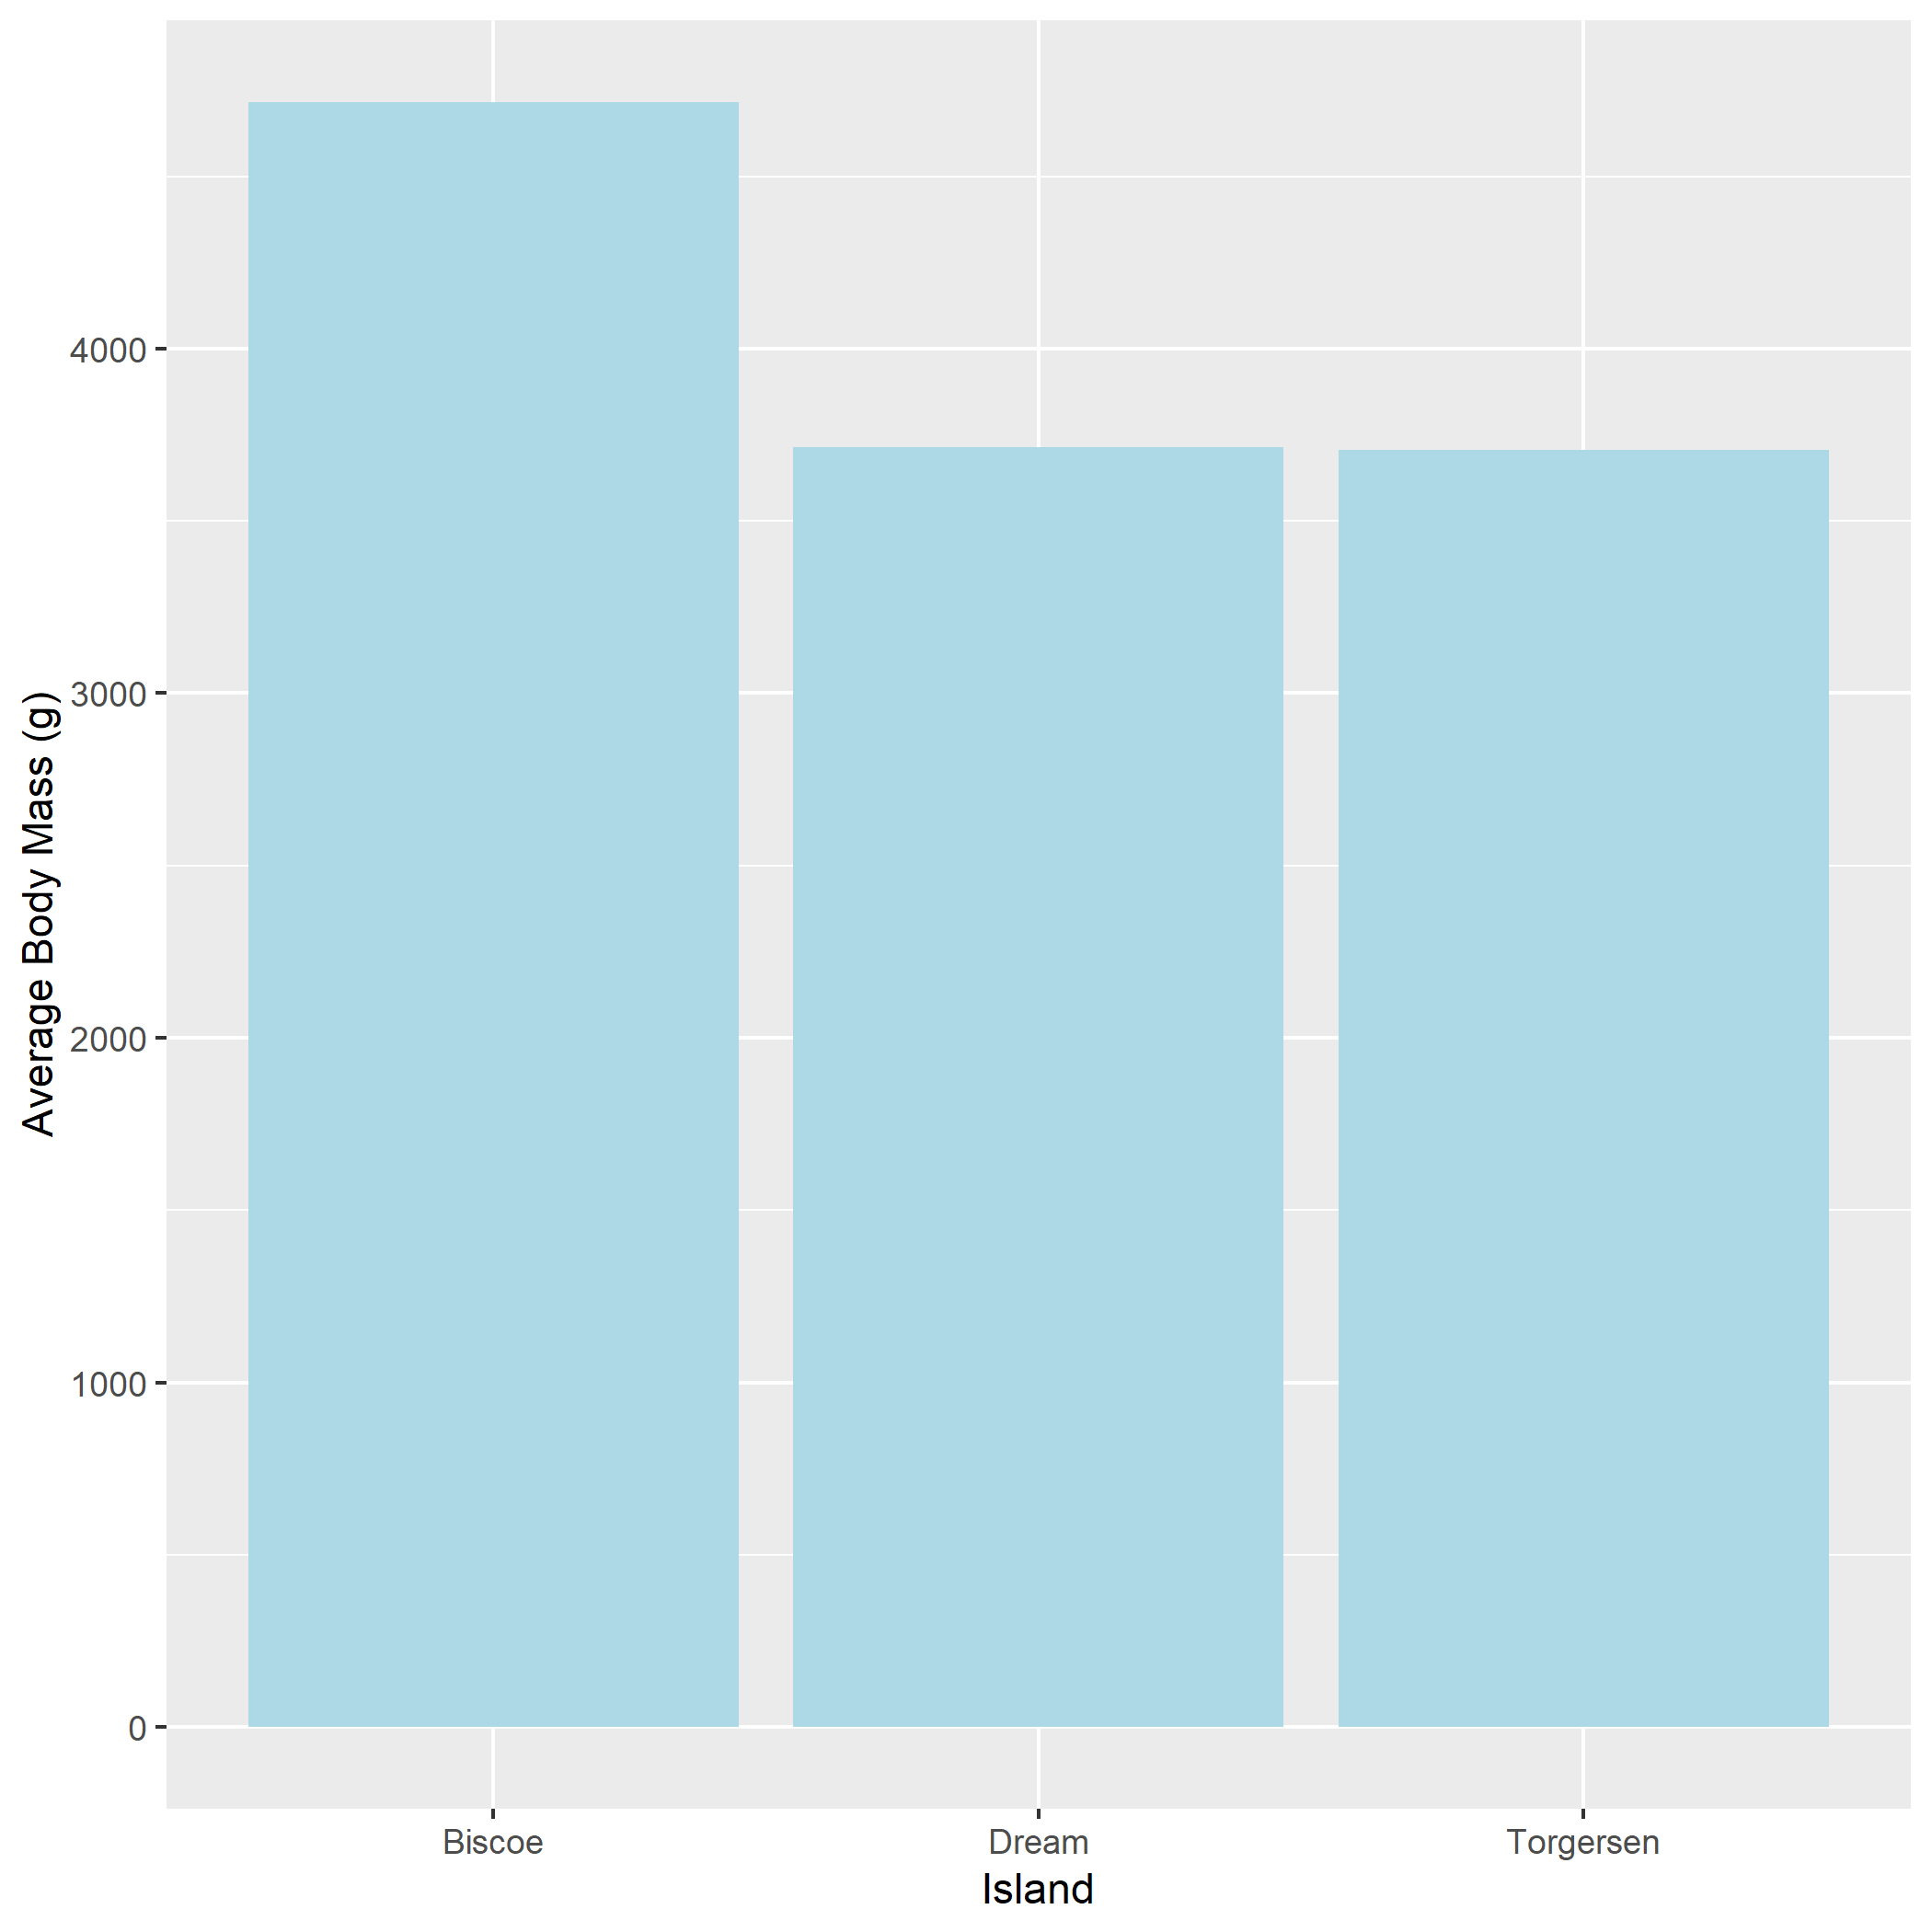 Average Body Mass (g)
4000
3000
2000
1000
0
Biscoe
Dream
Torgersen
Island